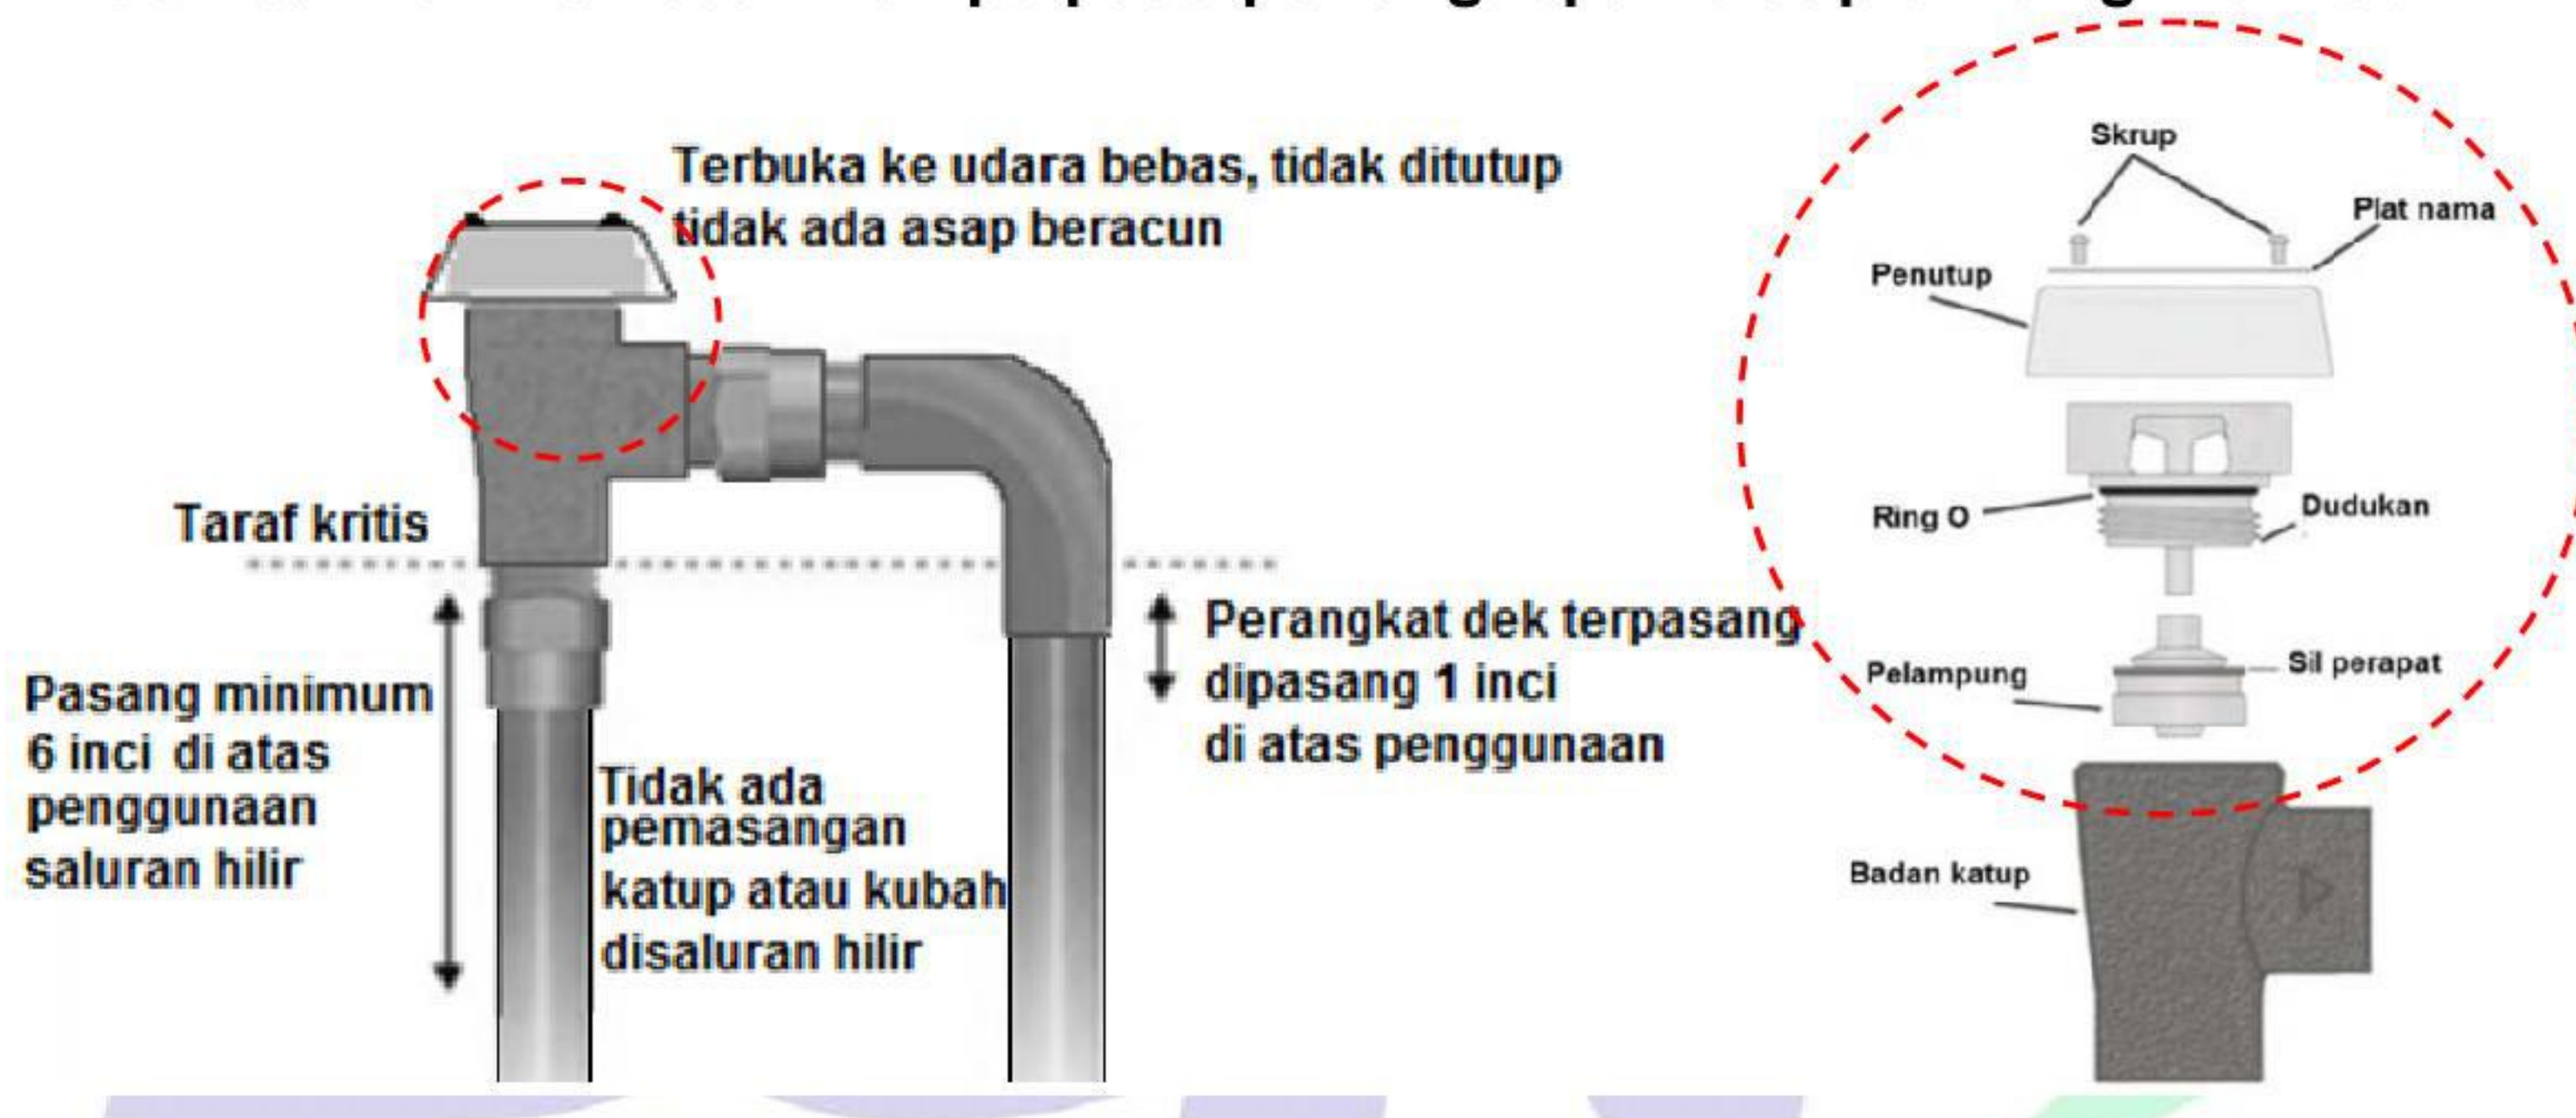 Terbuka ke udara bebas, tidak ditutup
tidak ada asap beracun
Taraf kritis
Pasang minimum
6 inci di atas
penggunaan
saluran hilir
Tidak ada
pemasangan
katup atau kubah
disaluran hilir
Perangkat dek terpasang
dipasang 1 inci
di atas penggunaan
Skrup
Plat nama
Penutup
Ring O
Dudukan
Pelampung
Sil perapat
Badan katup